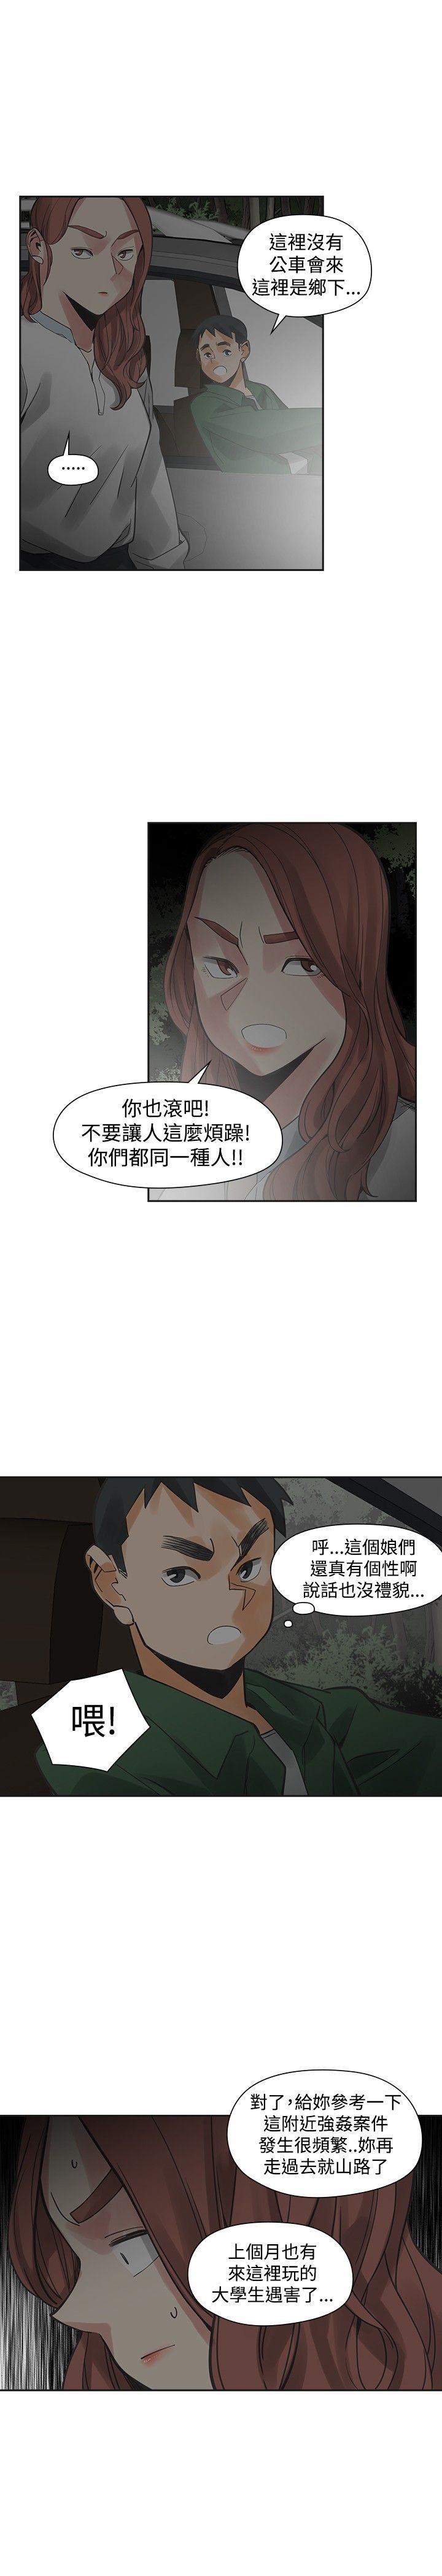 這裡沒有
公車會來
這裡是鄉下...
.....
你也滾吧!
不要讓人這麼煩躁!
你們都同一種人!!
呼...這個娘們
還真有個性啊
說話也沒禮貌...
喂!
對了,給妳參考一下
這附近強姦案件
發生很頻繁..妳再
走過去就山路了
上個月也有
來這裡玩的
大學生遇害了...